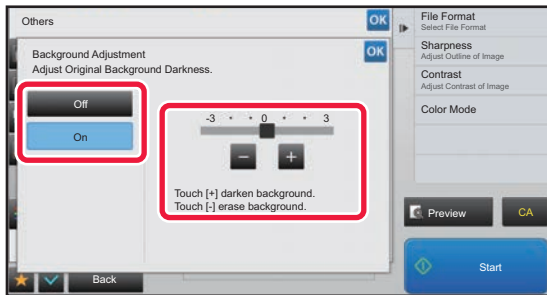 Others
OK
Background Adjustment
OK
Adjust Original Background Darkness.
Off
On
-3 • • 0 • • 3
− +
Touch [+] darken background.
Touch [-] erase background.
Back
File Format
Select File Format
Sharpness
Adjust Outline of Image
Contrast
Adjust Contrast of Image
Color Mode
Preview
CA
Start